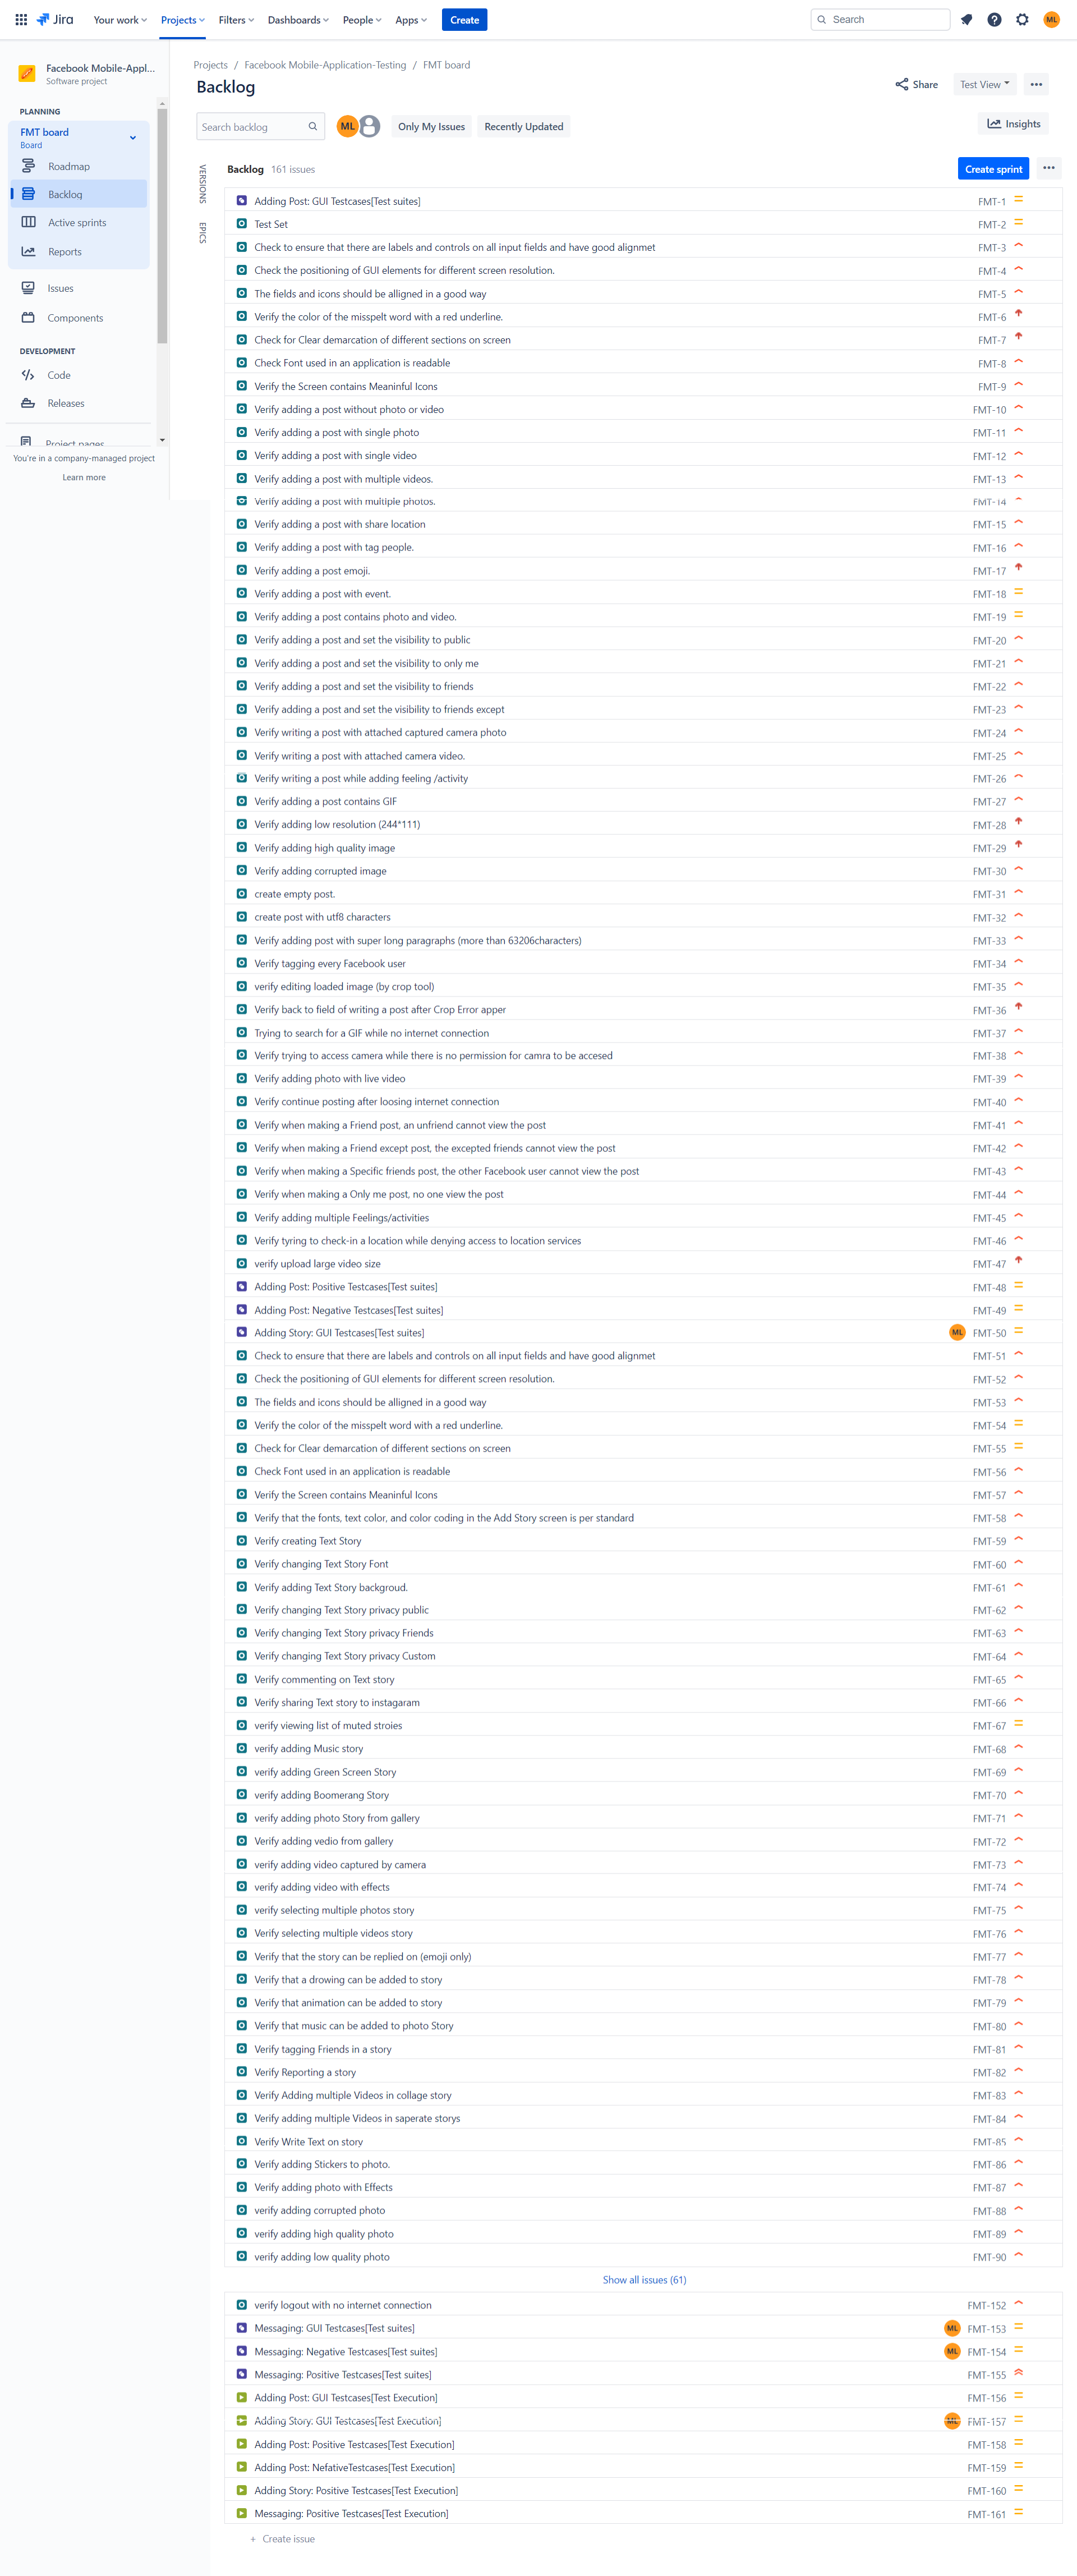 Jira Your work Projects Filters Dashboards People Apps Create Search ML
Facebook Mobile-Appl...
Software project
PLANNING
FMT board
Board
Roadmap
Backlog
Active sprints
Reports
Issues
Components
DEVELOPMENT
Code
Releases
Project pages
You're in a company-managed project
Learn more
Projects / Facebook Mobile-Application-Testing / FMT board
Backlog
Share Test View
Search backlog ML Only My Issues Recently Updated Insights
VERSIONS
EPICS
Backlog 161 issues Create sprint
Adding Post: GUI Testcases[Test suites] FMT-1
Test Set FMT-2
Check to ensure that there are labels and controls on all input fields and have good alignmet FMT-3
Check the positioning of GUI elements for different screen resolution. FMT-4
The fields and icons should be alligned in a good way FMT-5
Verify the color of the misspelt word with a red underline. FMT-6
Check for Clear demarcation of different sections on screen FMT-7
Check Font used in an application is readable FMT-8
Verify the Screen contains Meaninful Icons FMT-9
Verify adding a post without photo or video FMT-10
Verify adding a post with single photo FMT-11
Verify adding a post with single video FMT-12
Verify adding a post with multiple videos. FMT-13
Verify adding a post with multiple photos. FMT-14
Verify adding a post with share location FMT-15
Verify adding a post with tag people. FMT-16
Verify adding a post emoji. FMT-17
Verify adding a post with event. FMT-18
Verify adding a post contains photo and video. FMT-19
Verify adding a post and set the visibility to public FMT-20
Verify adding a post and set the visibility to only me FMT-21
Verify adding a post and set the visibility to friends FMT-22
Verify adding a post and set the visibility to friends except FMT-23
Verify writing a post with attached captured camera photo FMT-24
Verify writing a post with attached camera video. FMT-25
Verify writing a post while adding feeling /activity FMT-26
Verify adding a post contains GIF FMT-27
Verify adding low resolution (244*111) FMT-28
Verify adding high quality image FMT-29
Verify adding corrupted image FMT-30
create empty post. FMT-31
create post with utf8 characters FMT-32
Verify adding post with super long paragraphs (more than 63206characters) FMT-33
Verify tagging every Facebook user FMT-34
verify editing loaded image (by crop tool) FMT-35
Verify back to field of writing a post after Crop Error apper FMT-36
Trying to search for a GIF while no internet connection FMT-37
Verify trying to access camera while there is no permission for camra to be accesed FMT-38
Verify adding photo with live video FMT-39
Verify continue posting after loosing internet connection FMT-40
Verify when making a Friend post, an unfriend cannot view the post FMT-41
Verify when making a Friend except post, the excepted friends cannot view the post FMT-42
Verify when making a Specific friends post, the other Facebook user cannot view the post FMT-43
Verify when making a Only me post, no one view the post FMT-44
Verify adding multiple Feelings/activities FMT-45
Verify tyring to check-in a location while denying access to location services FMT-46
verify upload large video size FMT-47
Adding Post: Positive Testcases[Test suites] FMT-48
Adding Post: Negative Testcases[Test suites] FMT-49
Adding Story: GUI Testcases[Test suites] ML FMT-50
Check to ensure that there are labels and controls on all input fields and have good alignmet FMT-51
Check the positioning of GUI elements for different screen resolution. FMT-52
The fields and icons should be alligned in a good way FMT-53
Verify the color of the misspelt word with a red underline. FMT-54
Check for Clear demarcation of different sections on screen FMT-55
Check Font used in an application is readable FMT-56
Verify the Screen contains Meaninful Icons FMT-57
Verify that the fonts, text color, and color coding in the Add Story screen is per standard FMT-58
Verify creating Text Story FMT-59
Verify changing Text Story Font FMT-60
Verify adding Text Story backgroud. FMT-61
Verify changing Text Story privacy public FMT-62
Verify changing Text Story privacy Friends FMT-63
Verify changing Text Story privacy Custom FMT-64
Verify commenting on Text story FMT-65
Verify sharing Text story to instagaram FMT-66
verify viewing list of muted stroies FMT-67
verify adding Music story FMT-68
verify adding Green Screen Story FMT-69
verify adding Boomerang Story FMT-70
verify adding photo Story from gallery FMT-71
Verify adding vedio from gallery FMT-72
verify adding video captured by camera FMT-73
verify adding video with effects FMT-74
verify selecting multiple photos story FMT-75
Verify selecting multiple videos story FMT-76
Verify that the story can be replied on (emoji only) FMT-77
Verify that a drowing can be added to story FMT-78
Verify that animation can be added to story FMT-79
Verify that music can be added to photo Story FMT-80
Verify tagging Friends in a story FMT-81
Verify Reporting a story FMT-82
Verify Adding multiple Videos in collage story FMT-83
Verify adding multiple Videos in saperate storys FMT-84
Verify Write Text on story FMT-85
Verify adding Stickers to photo. FMT-86
Verify adding photo with Effects FMT-87
verify adding corrupted photo FMT-88
verify adding high quality photo FMT-89
verify adding low quality photo FMT-90
Show all issues (61)
verify logout with no internet connection FMT-152
Messaging: GUI Testcases[Test suites] ML FMT-153
Messaging: Negative Testcases[Test suites] ML FMT-154
Messaging: Positive Testcases[Test suites] FMT-155
Adding Post: GUI Testcases[Test Execution] FMT-156
Adding Story: GUI Testcases[Test Execution] ML FMT-157
Adding Post: Positive Testcases[Test Execution] FMT-158
Adding Post: NefativeTestcases[Test Execution] FMT-159
Adding Story: Positive Testcases[Test Execution] FMT-160
Messaging: Positive Testcases[Test Execution] FMT-161
+ Create issue